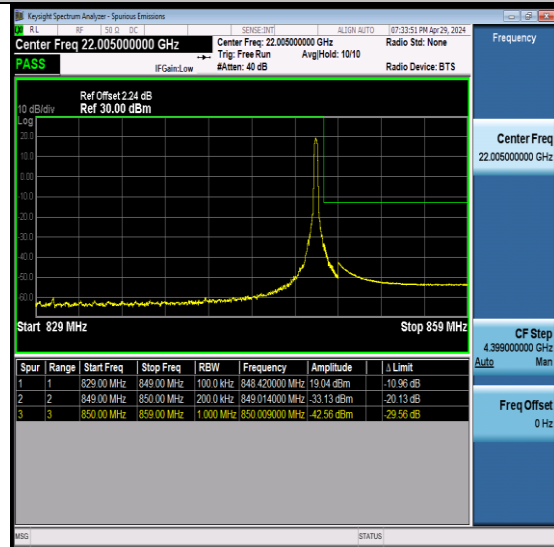 Keysight Spectrum Analyzer - Spurious Emissions
RL RF 50 Ω DC SENSE:INT ALIGN AUTO 07:33:51 PM Apr 29, 2024
Center Freq 22.005000000 GHz
Center Freq: 22.005000000 GHz
Radio Std: None
Trig: Free Run Avg|Hold: 10/10
PASS
IFGain:Low #Atten: 40 dB Radio Device: BTS
Frequency
Ref Offset 2.24 dB
10 dB/div Ref 30.00 dBm
Log
20.0
10.0
0.00
-10.0
-20.0
-30.0
-40.0
-50.0
-60.0
Start 829 MHz Stop 859 MHz
Center Freq
22.005000000 GHz
CF Step
4.399000000 GHz
Auto Man
Freq Offset
0 Hz
Spur Range Start Freq Stop Freq RBW Frequency Amplitude Δ Limit
1 1 829.00 MHz 849.00 MHz 100.0 kHz 848.420000 MHz 19.04 dBm -10.96 dB
2 2 849.00 MHz 850.00 MHz 200.0 kHz 849.014000 MHz -33.13 dBm -20.13 dB
3 3 850.00 MHz 859.00 MHz 1.000 MHz 850.009000 MHz -42.56 dBm -29.56 dB
MSG STATUS